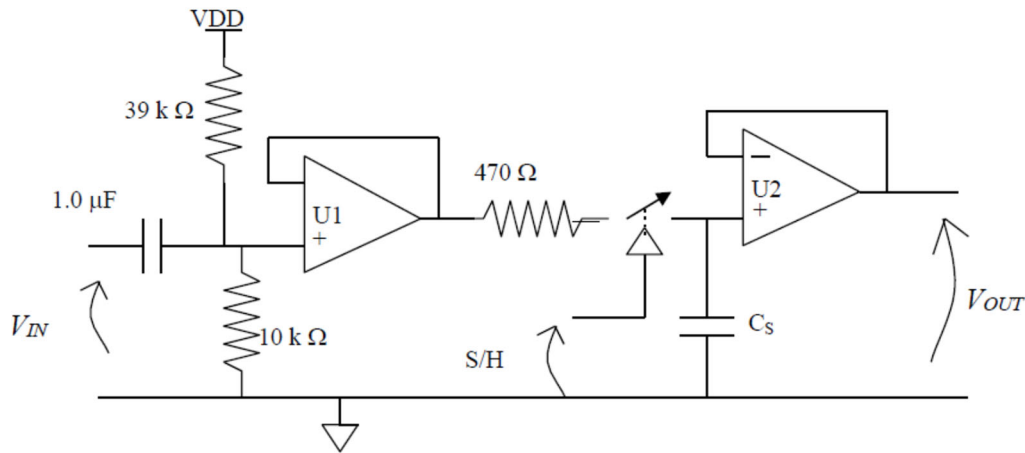 VDD
39 k Ω
1.0 μF
U1
+
470 Ω
−
U2
+
V_IN
10 k Ω
S/H
C_S
V_OUT